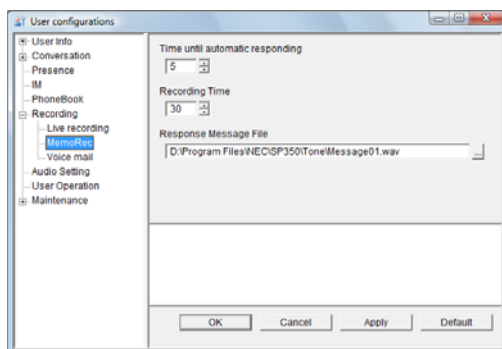 User configurations
User Info
Conversation
Presence
IM
PhoneBook
Recording
Live recording
MemoRec
Voice mail
Audio Setting
User Operation
Maintenance
Time until automatic responding
5
Recording Time
30
Response Message File
D:\Program Files\NEC\SP350\Tone\Message01.wav
...
OK Cancel Apply Default